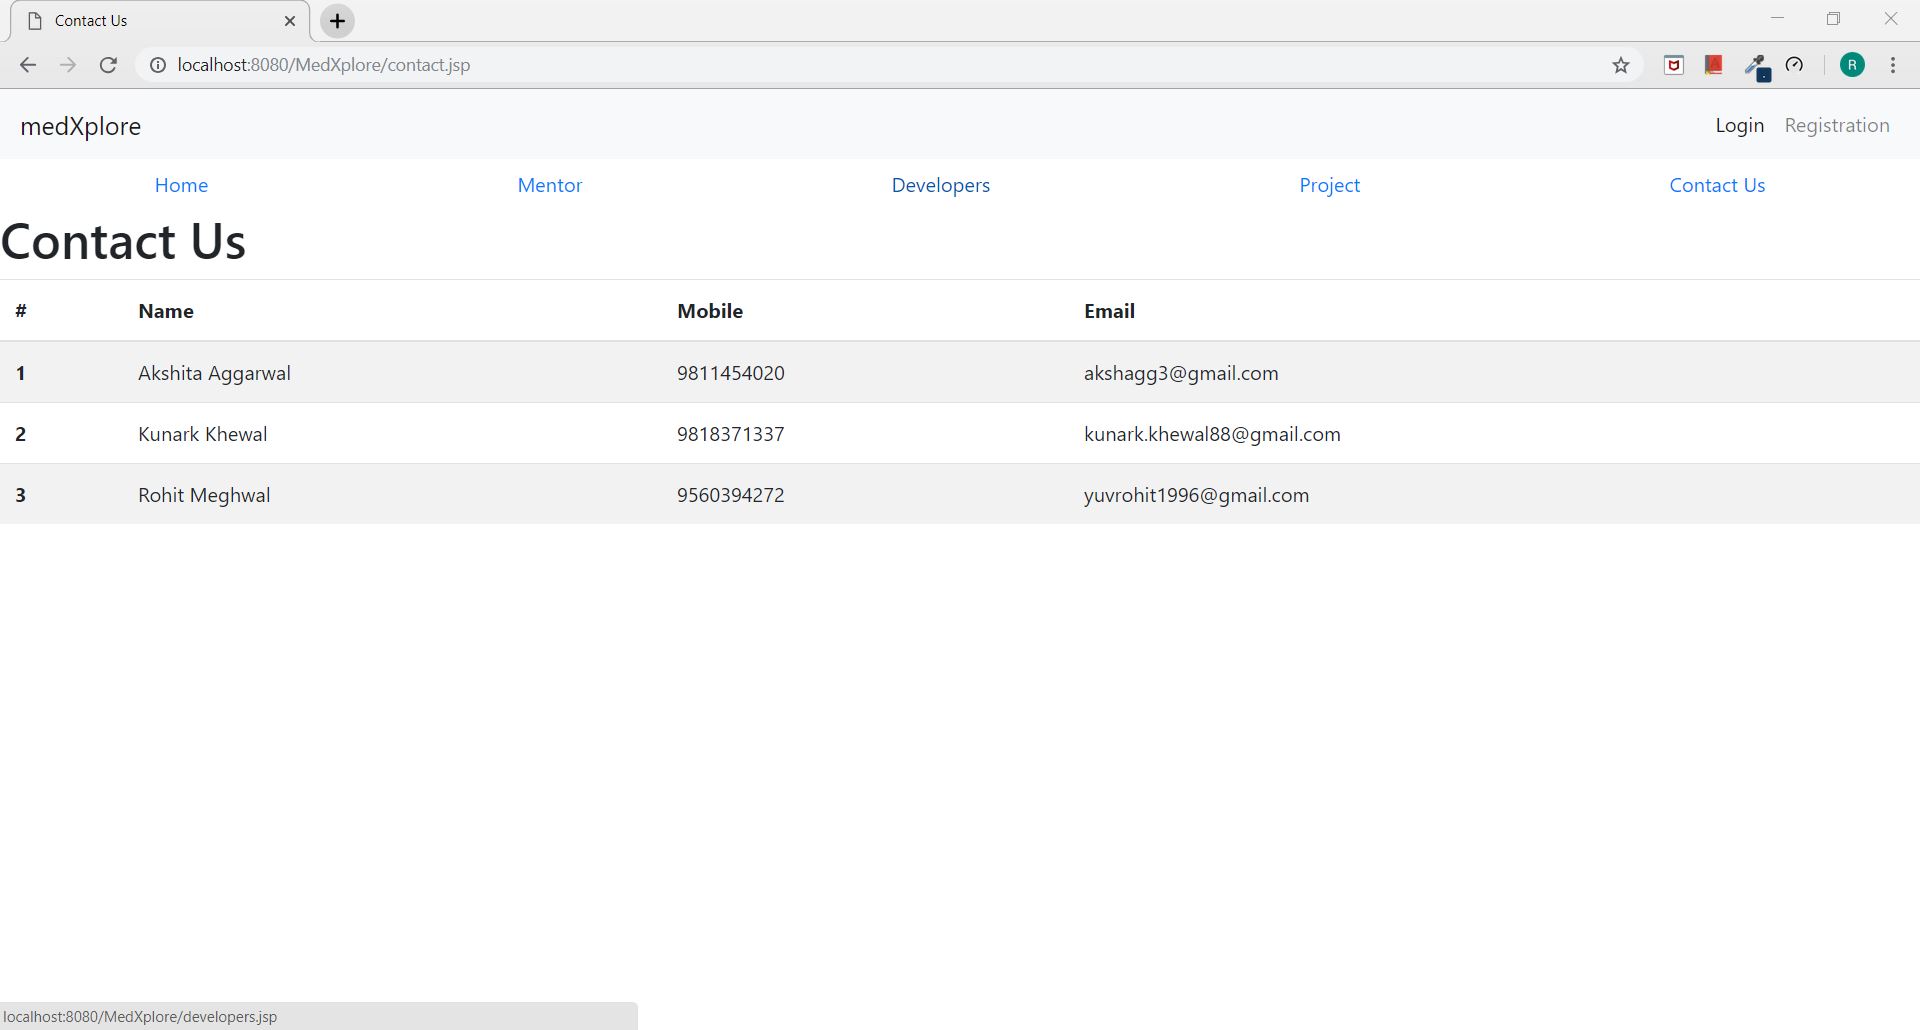 Contact Us
localhost:8080/MedXplore/contact.jsp
R
medXplore Login Registration
Home Mentor Developers Project Contact Us
Contact Us
# Name Mobile Email
1 Akshita Aggarwal 9811454020 akshagg3@gmail.com
2 Kunark Khewal 9818371337 kunark.khewal88@gmail.com
3 Rohit Meghwal 9560394272 yuvrohit1996@gmail.com
localhost:8080/MedXplore/developers.jsp